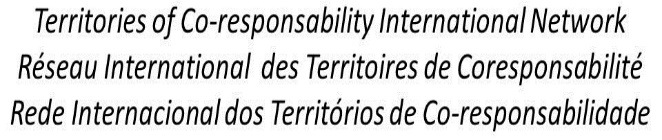 Territories of Co-responsability International Network
Réseau International des Territoires de Coresponsabilité
Rede Internacional dos Territórios de Co-responsabilidade